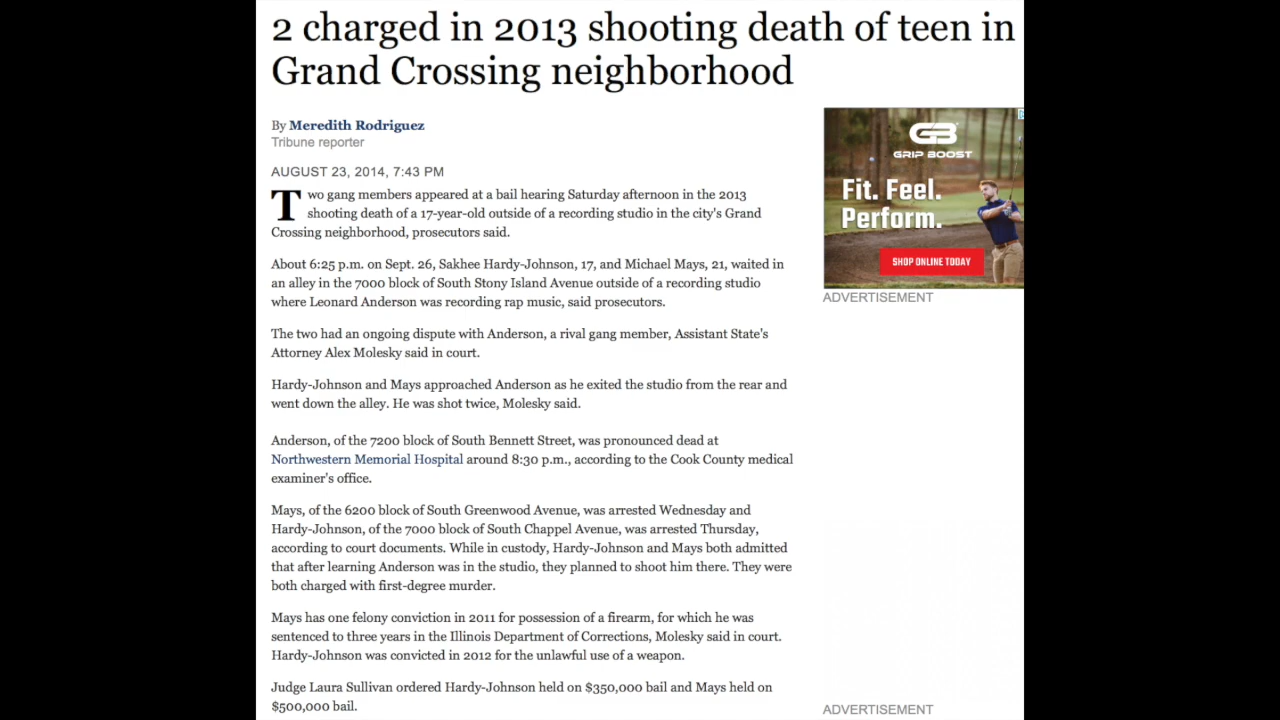 2 charged in 2013 shooting death of teen in
Grand Crossing neighborhood
By Meredith Rodriguez
Tribune reporter
AUGUST 23, 2014, 7:43 PM
Two gang members appeared at a bail hearing Saturday afternoon in the 2013
shooting death of a 17-year-old outside of a recording studio in the city's Grand
Crossing neighborhood, prosecutors said.
About 6:25 p.m. on Sept. 26, Sakhee Hardy-Johnson, 17, and Michael Mays, 21, waited in
an alley in the 7000 block of South Stony Island Avenue outside of a recording studio
where Leonard Anderson was recording rap music, said prosecutors.
The two had an ongoing dispute with Anderson, a rival gang member, Assistant State's
Attorney Alex Molesky said in court.
Hardy-Johnson and Mays approached Anderson as he exited the studio from the rear and
went down the alley. He was shot twice, Molesky said.
Anderson, of the 7200 block of South Bennett Street, was pronounced dead at
Northwestern Memorial Hospital around 8:30 p.m., according to the Cook County medical
examiner's office.
Mays, of the 6200 block of South Greenwood Avenue, was arrested Wednesday and
Hardy-Johnson, of the 7000 block of South Chappel Avenue, was arrested Thursday,
according to court documents. While in custody, Hardy-Johnson and Mays both admitted
that after learning Anderson was in the studio, they planned to shoot him there. They were
both charged with first-degree murder.
Mays has one felony conviction in 2011 for possession of a firearm, for which he was
sentenced to three years in the Illinois Department of Corrections, Molesky said in court.
Hardy-Johnson was convicted in 2012 for the unlawful use of a weapon.
Judge Laura Sullivan ordered Hardy-Johnson held on $350,000 bail and Mays held on
$500,000 bail.
GB
GRIP BOOST
Fit. Feel.
Perform.
SHOP ONLINE TODAY
ADVERTISEMENT
ADVERTISEMENT